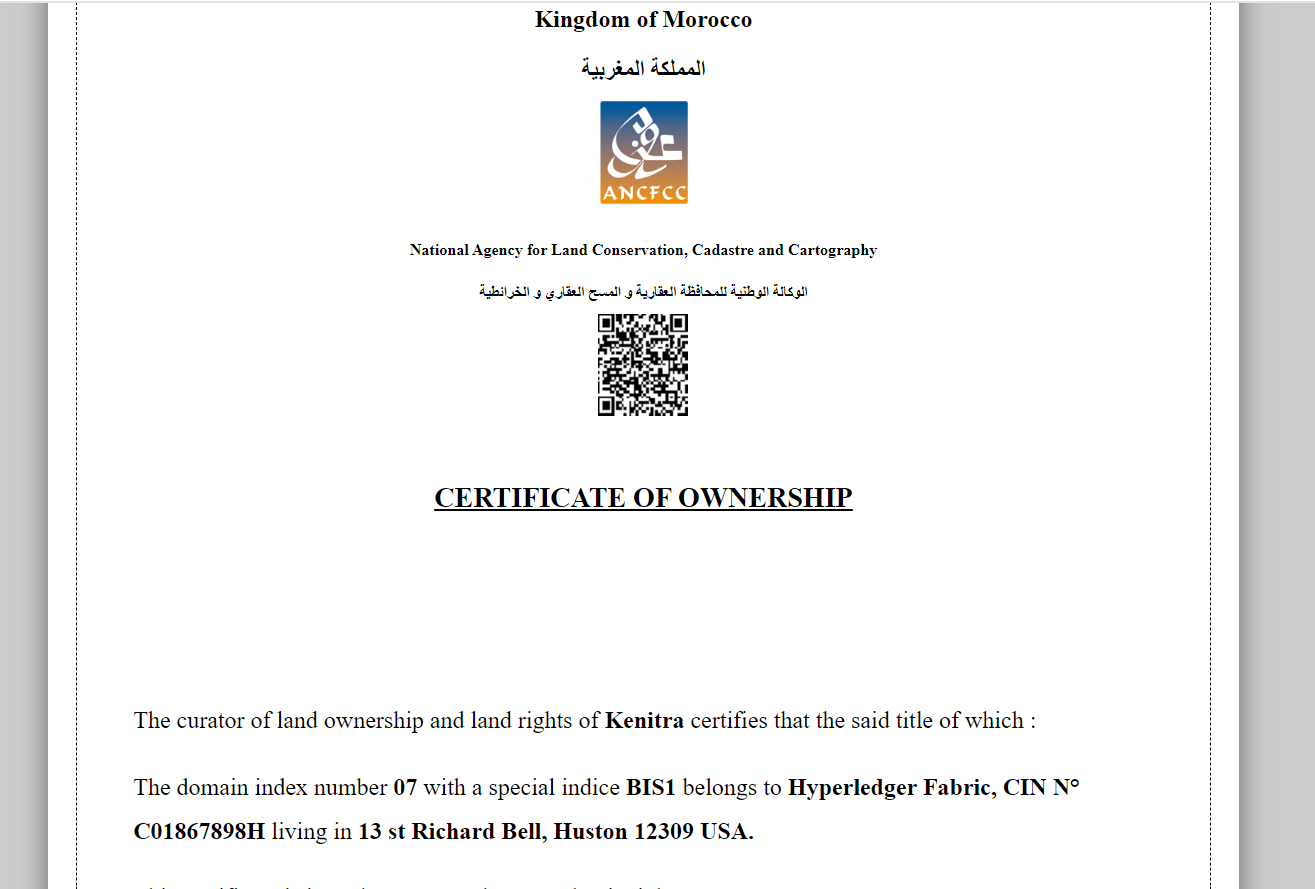 Kingdom of Morocco
المملكة المغربية
ANCFCC
National Agency for Land Conservation, Cadastre and Cartography
الوكالة الوطنية للمحافظة العقارية و المسح العقاري و الخرائطية
CERTIFICATE OF OWNERSHIP
The curator of land ownership and land rights of Kenitra certifies that the said title of which :
The domain index number 07 with a special indice BIS1 belongs to Hyperledger Fabric, CIN N°
C01867898H living in 13 st Richard Bell, Huston 12309 USA.